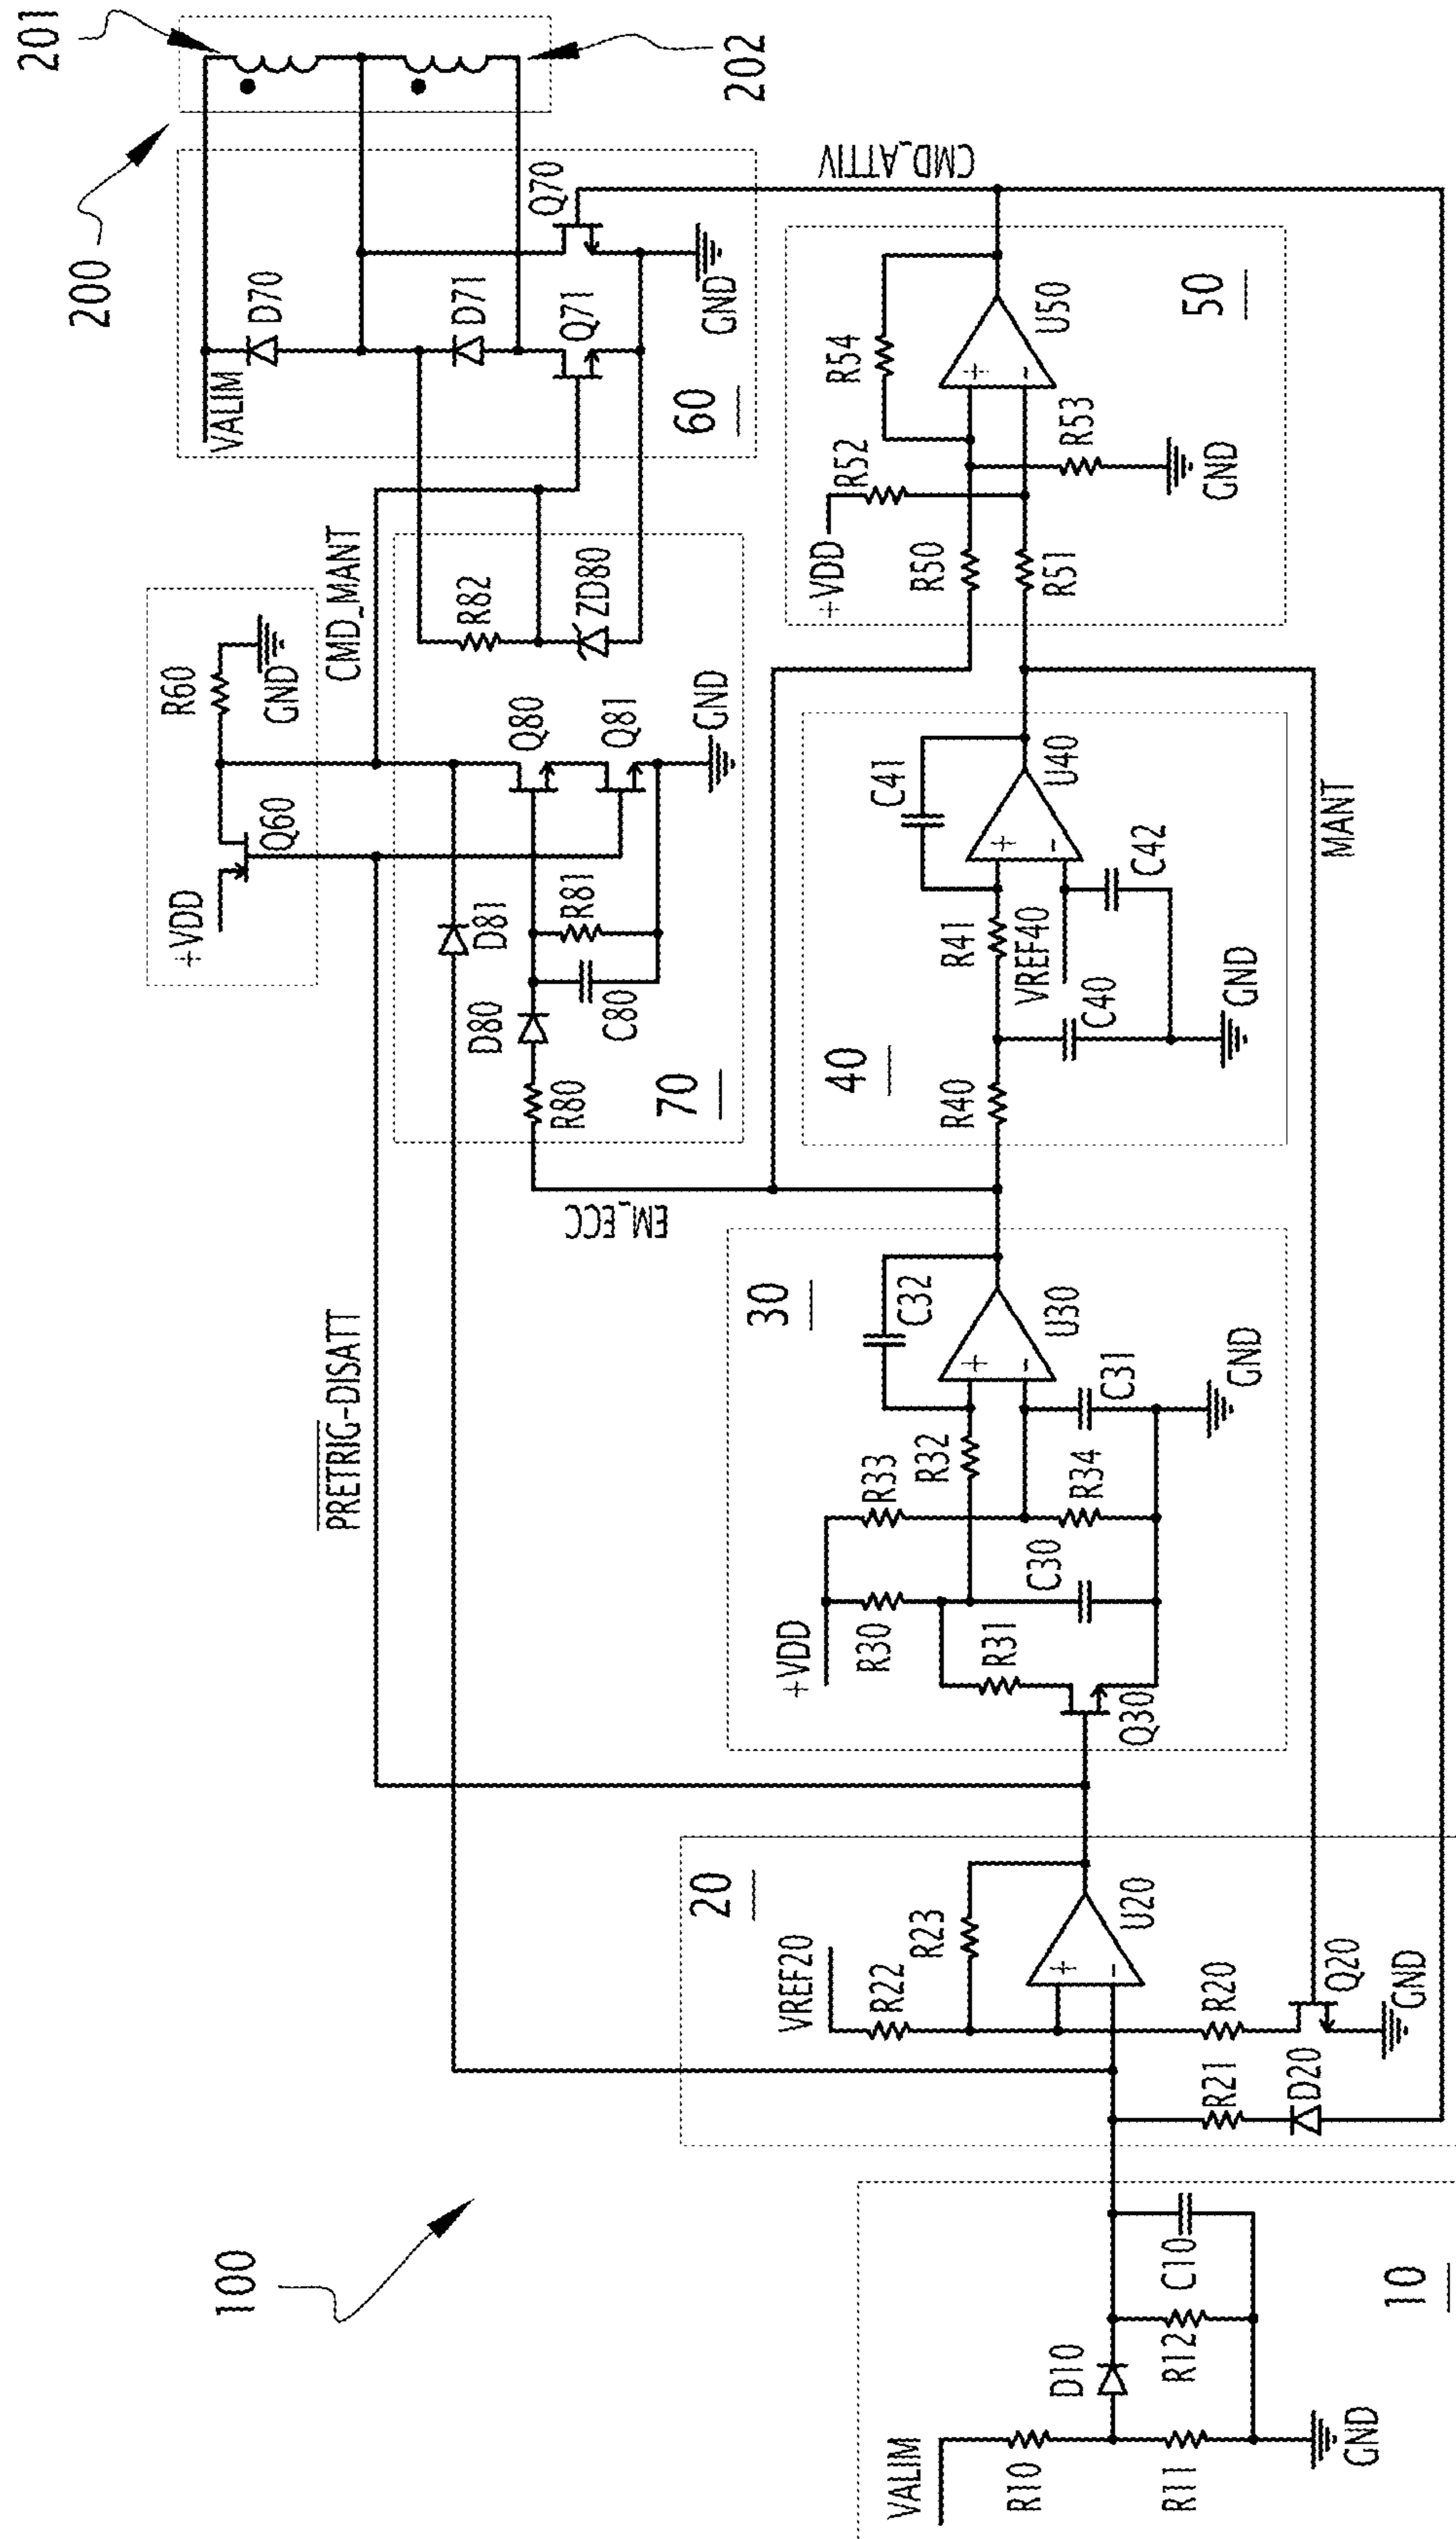 100
VALIM
R10
R11
GND
D10
R12
C10
10
20
VREF20
R22
R23
U20
+
-
R21
D20
R20
Q20
GND
PRETRIG-DISATT
30
+VDD
R30
R31
Q30
R33
R32
C30
R34
C32
U30
+
-
C31
GND
EM_ECC
40
R40
R41
VREF40
C40
C41
U40
+
-
C42
GND
MANT
50
+VDD
R50
R51
R52
R53
GND
R54
U50
+
-
CMD_ATTIV
+VDD
Q60
R60
GND
CMD_MANT
70
R80
D80
D81
C80
R81
Q80
Q81
GND
R82
ZD80
60
VALIM
D70
D71
Q71
Q70
GND
200
201
202